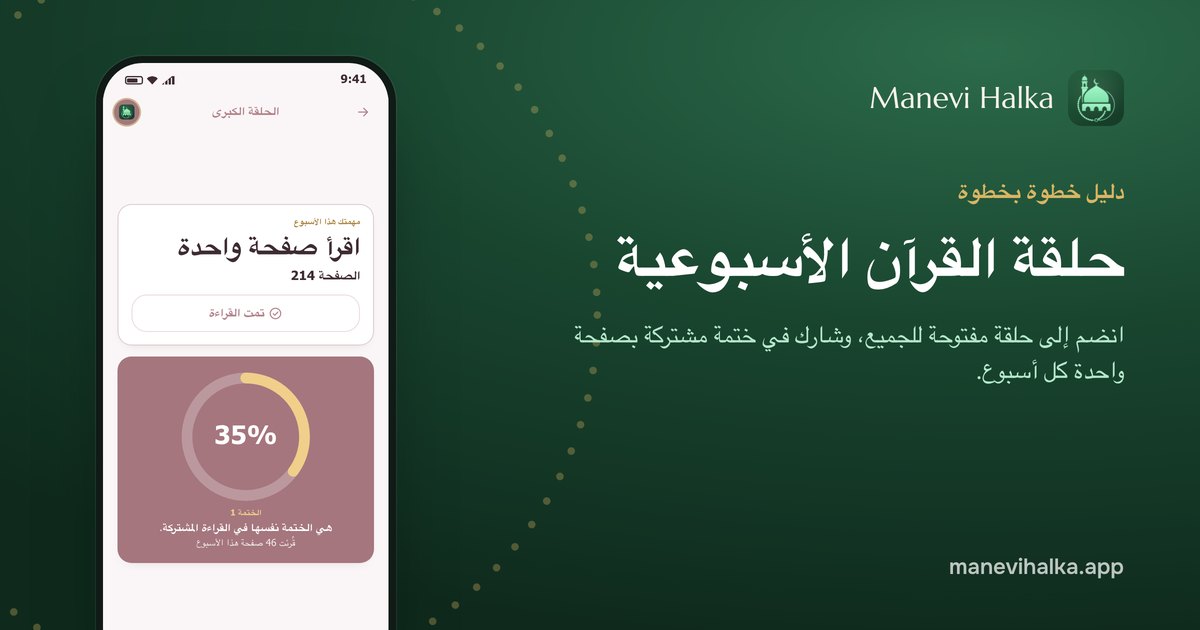 Manevi Halka
دليل خطوة بخطوة
حلقة القرآن الأسبوعية
انضم إلى حلقة مفتوحة للجميع، وشارك في ختمة مشتركة بصفحة
واحدة كل أسبوع.
manevihalka.app
9:41
الحلقة الكبرى
مهمتك هذا الأسبوع
اقرأ صفحة واحدة
الصفحة 214
تمت القراءة
35%
الختمة 1
هي الختمة نفسها في القراءة المشتركة.
قُرئت 46 صفحة هذا الأسبوع